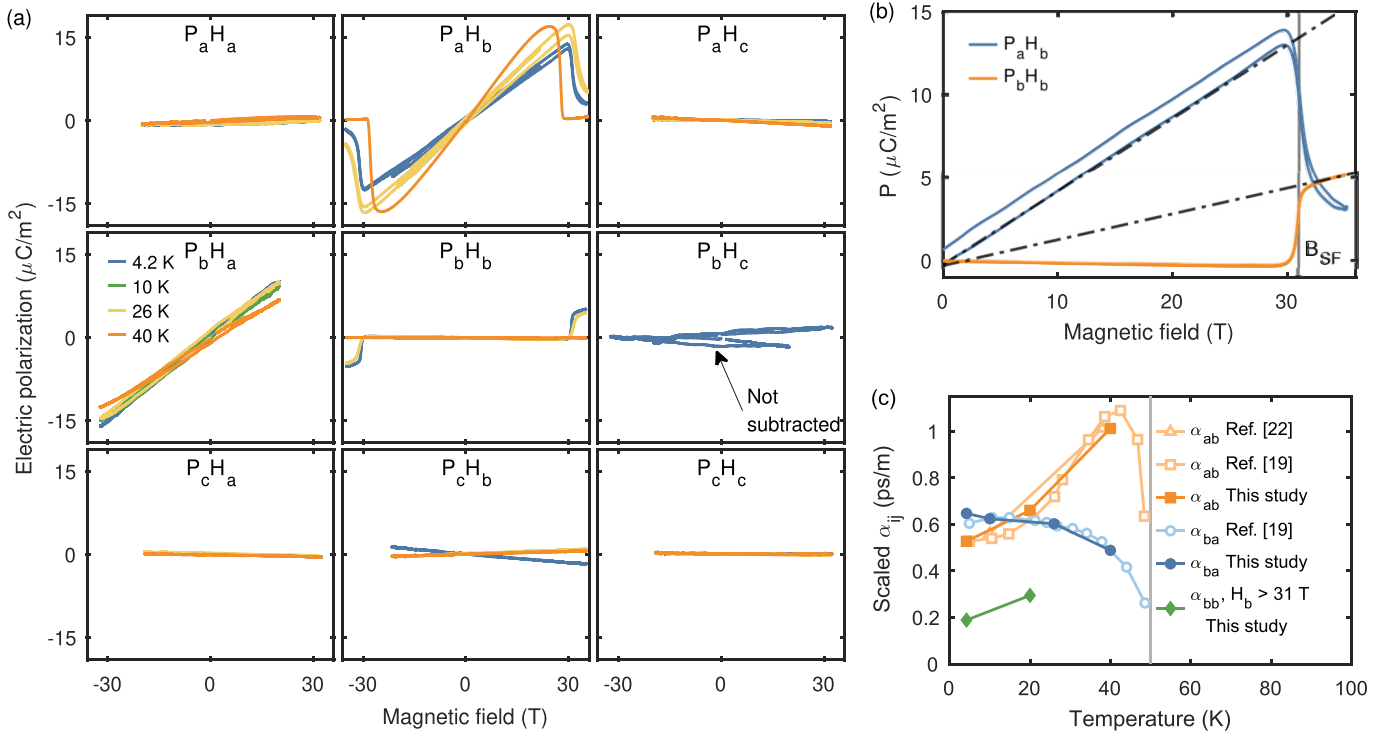 (a)
P_aH_a
P_aH_b
P_aH_c
15
0
-15
P_bH_a
P_bH_b
P_bH_c
4.2 K
10 K
26 K
40 K
15
0
-15
Not
subtracted
P_cH_a
P_cH_b
P_cH_c
15
0
-15
-30 0 30
-30 0 30
-30 0 30
Electric polarization (μC/m²)
Magnetic field (T)
(b)
P_aH_b
P_bH_b
15
10
5
0
B_SF
0 10 20 30
P (μC/m²)
Magnetic field (T)
(c)
1
0.8
0.6
0.4
0.2
0
α_ab Ref. [22]
α_ab Ref. [19]
α_ab This study
α_ba Ref. [19]
α_ba This study
α_bb, H_b > 31 T
This study
0 20 40 60 80 100
Scaled α_ij (ps/m)
Temperature (K)